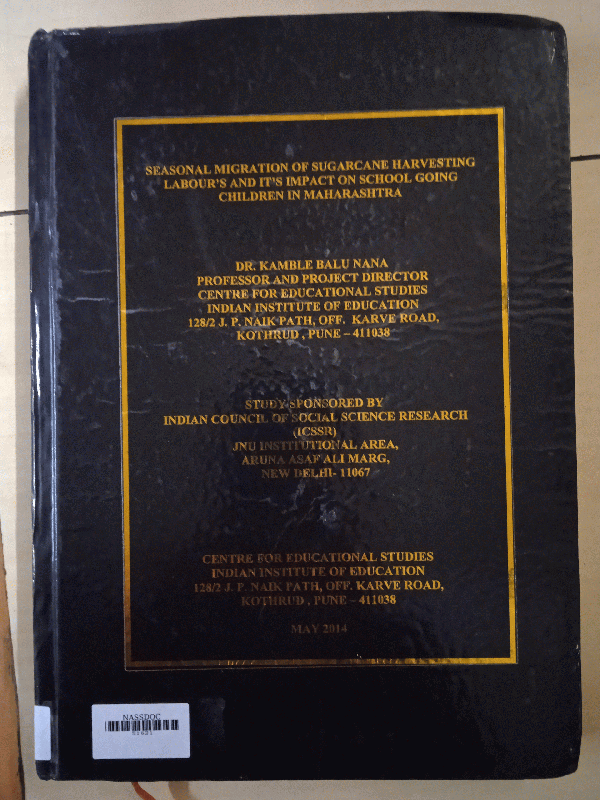 SEASONAL MIGRATION OF SUGARCANE HARVESTING
LABOUR'S AND IT'S IMPACT ON SCHOOL GOING
CHILDREN IN MAHARASHTRA
DR. KAMBLE BALU NANA
PROFESSOR AND PROJECT DIRECTOR
CENTRE FOR EDUCATIONAL STUDIES
INDIAN INSTITUTE OF EDUCATION
128/2 J. P. NAIK PATH, OFF. KARVE ROAD,
KOTHRUD , PUNE – 411038
STUDY SPONSORED BY
INDIAN COUNCIL OF SOCIAL SCIENCE RESEARCH
(ICSSR)
JNU INSTITUTIONAL AREA,
ARUNA ASAF ALI MARG,
NEW DELHI- 11067
CENTRE FOR EDUCATIONAL STUDIES
INDIAN INSTITUTE OF EDUCATION
128/2 J. P. NAIK PATH, OFF. KARVE ROAD,
KOTHRUD , PUNE – 411038
MAY 2014
NASSDOC